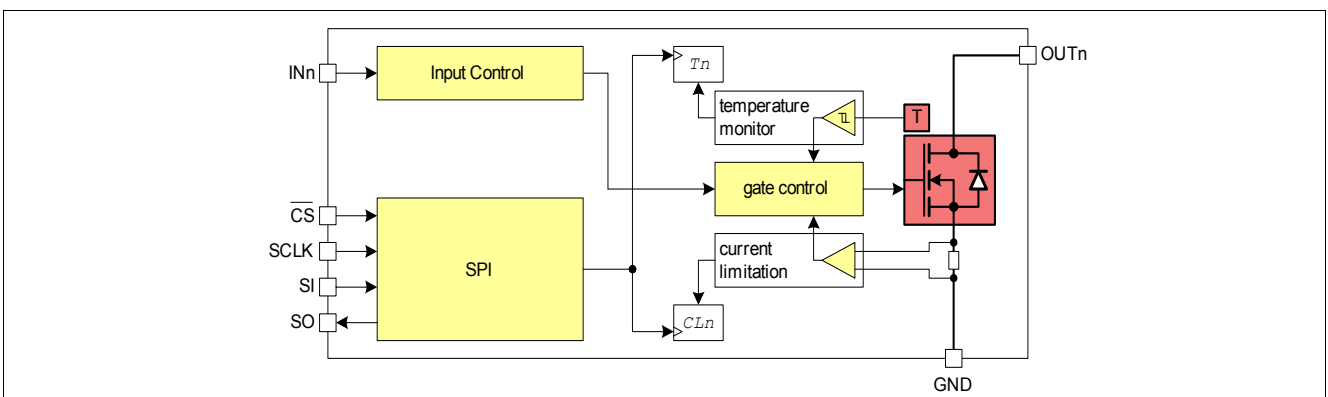 OUTn
INn
Input Control
Tn
temperature
monitor
T
gate control
CS
SCLK
SI
SO
SPI
current
limitation
CLn
GND